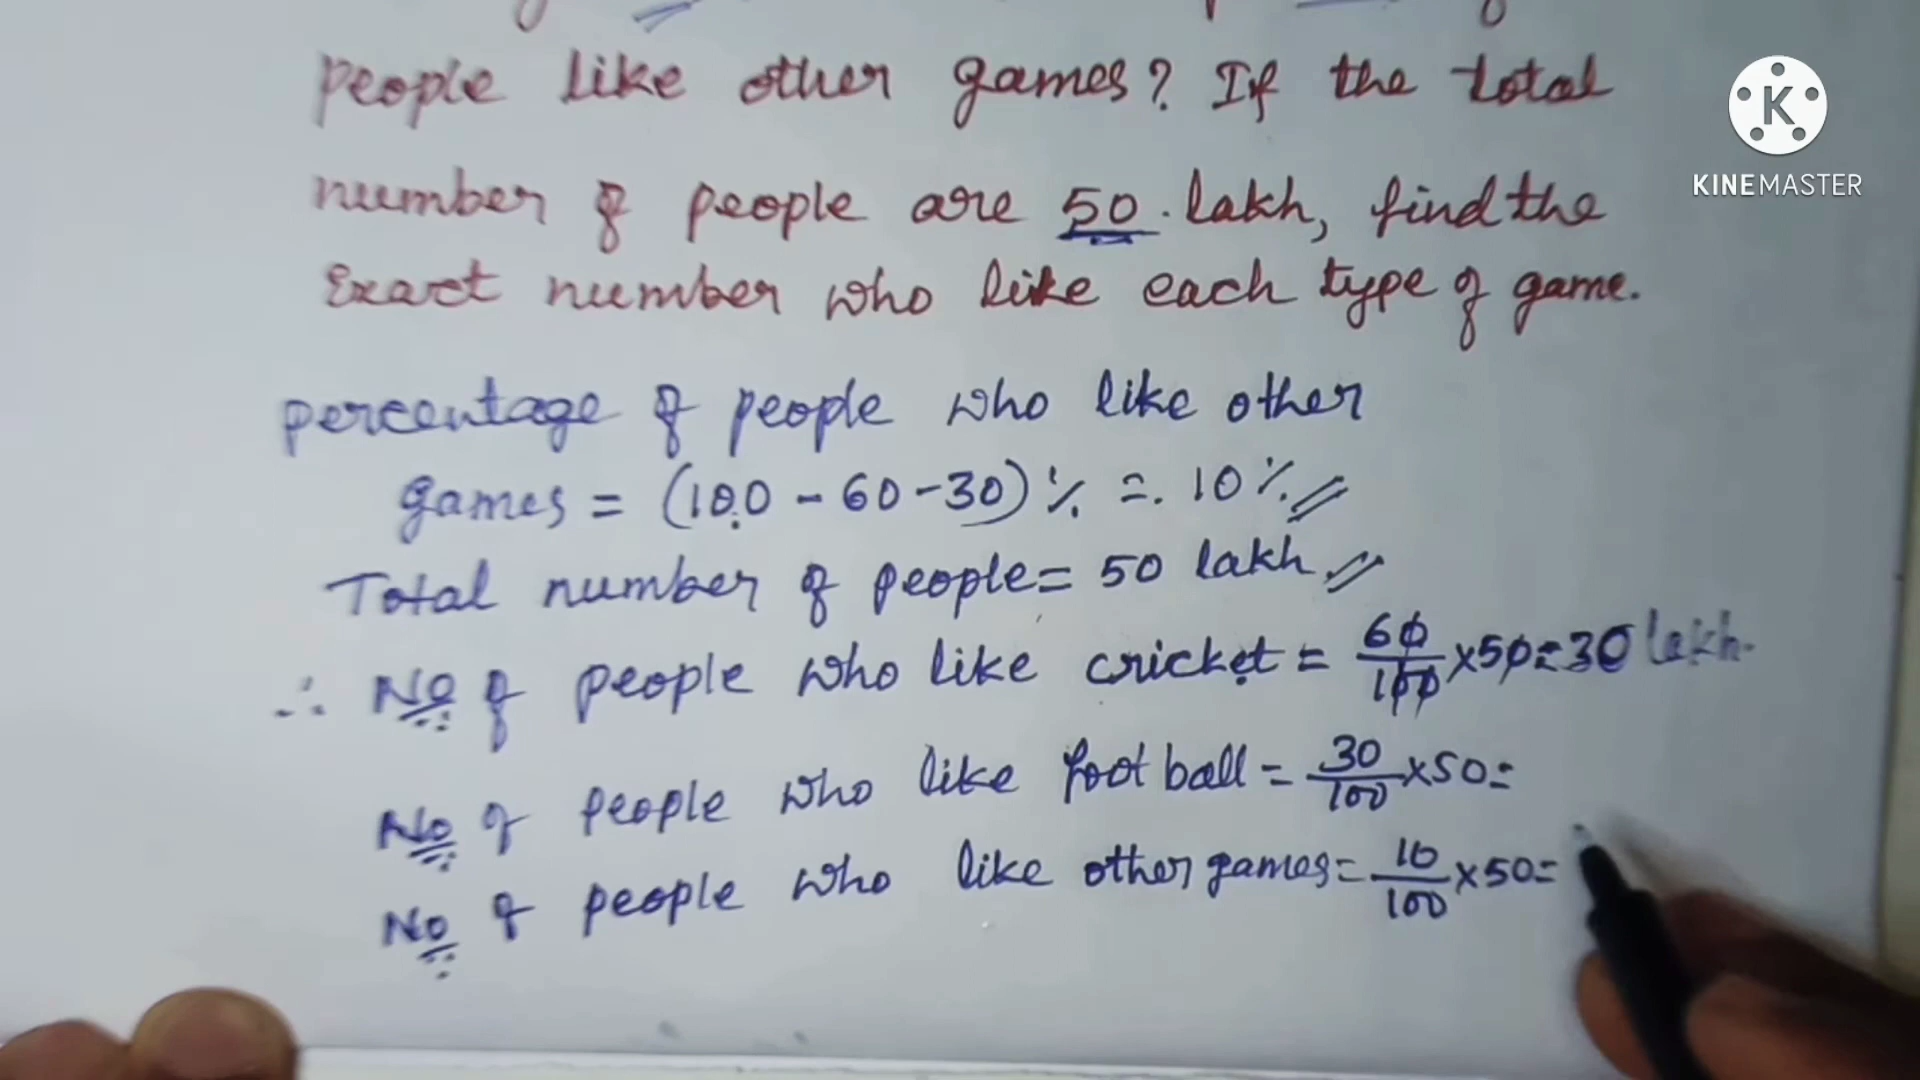 people like other games? If the total
number of people are 50 lakh, find the
Exact number who like each type of game.
percentage of people who like other
games = (100 - 60 - 30) % = 10 %
Total number of people = 50 lakh
∴ No of people who like cricket = 60/100 x 50 = 30 lakh.
No of people who like foot ball = 30/100 x 50 =
No of people who like other games = 10/100 x 50 =
K
KINEMASTER